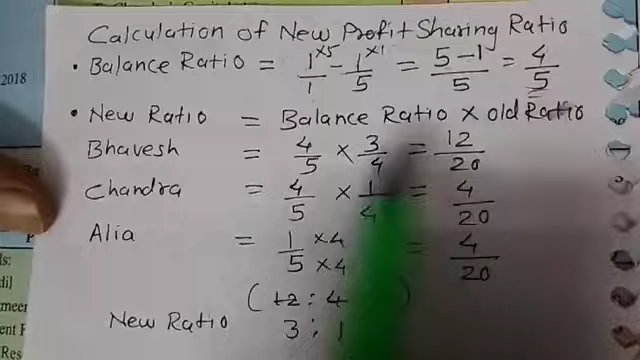 Calculation of New Profit Sharing Ratio
• Balance Ratio = 1/1 ×5 - 1/5 ×1 = 5-1/5 = 4/5
2018
• New Ratio = Balance Ratio × old Ratio
Bhavesh = 4/5 × 3/4 = 12/20
Chandra = 4/5 × 1/4 = 4/20
Alia = 1/5 ×4 ×4 = 4/20
(12 : 4 )
New Ratio 3 : 1
ls: